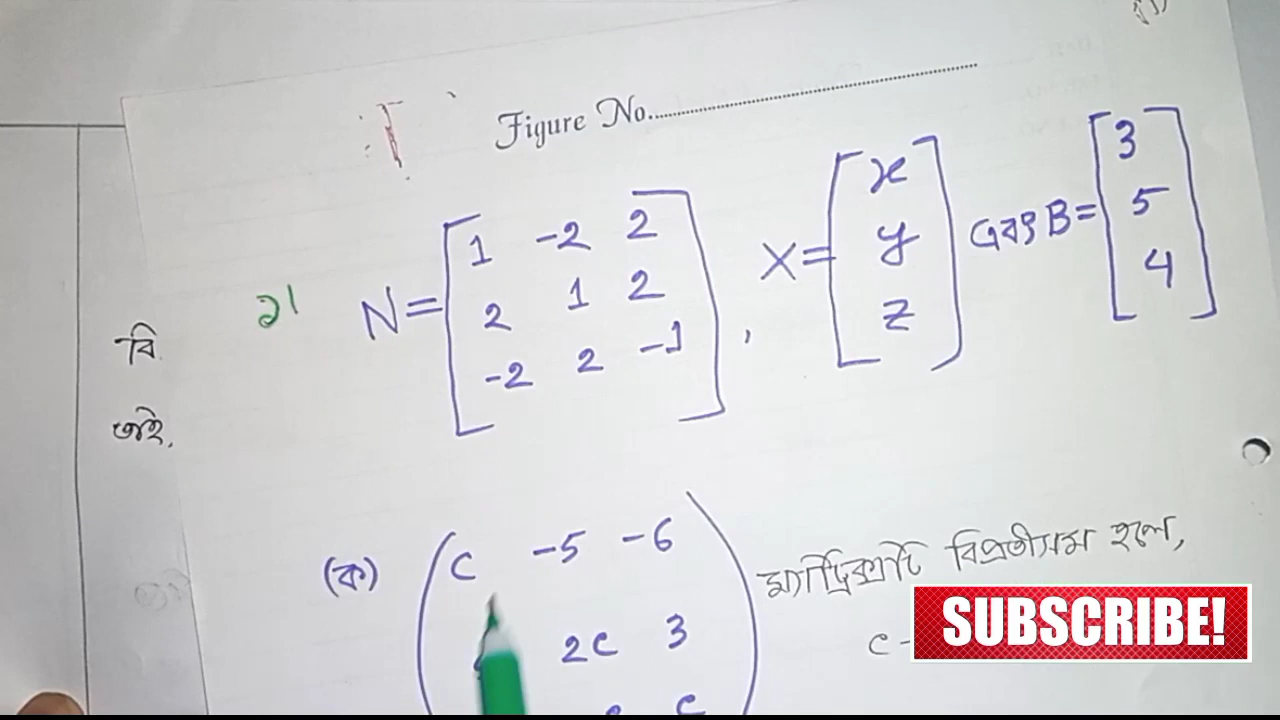 Figure No.
১। N = [1 -2 2
2 1 2
-2 2 -1], X = [x
y
z] এবং B = [3
5
4]
বি.
তাই.
(ক) (c -5 -6
2c 3
c) ম্যাট্রিক্সটি বিপ্রতীসম হলে,
c -
SUBSCRIBE!